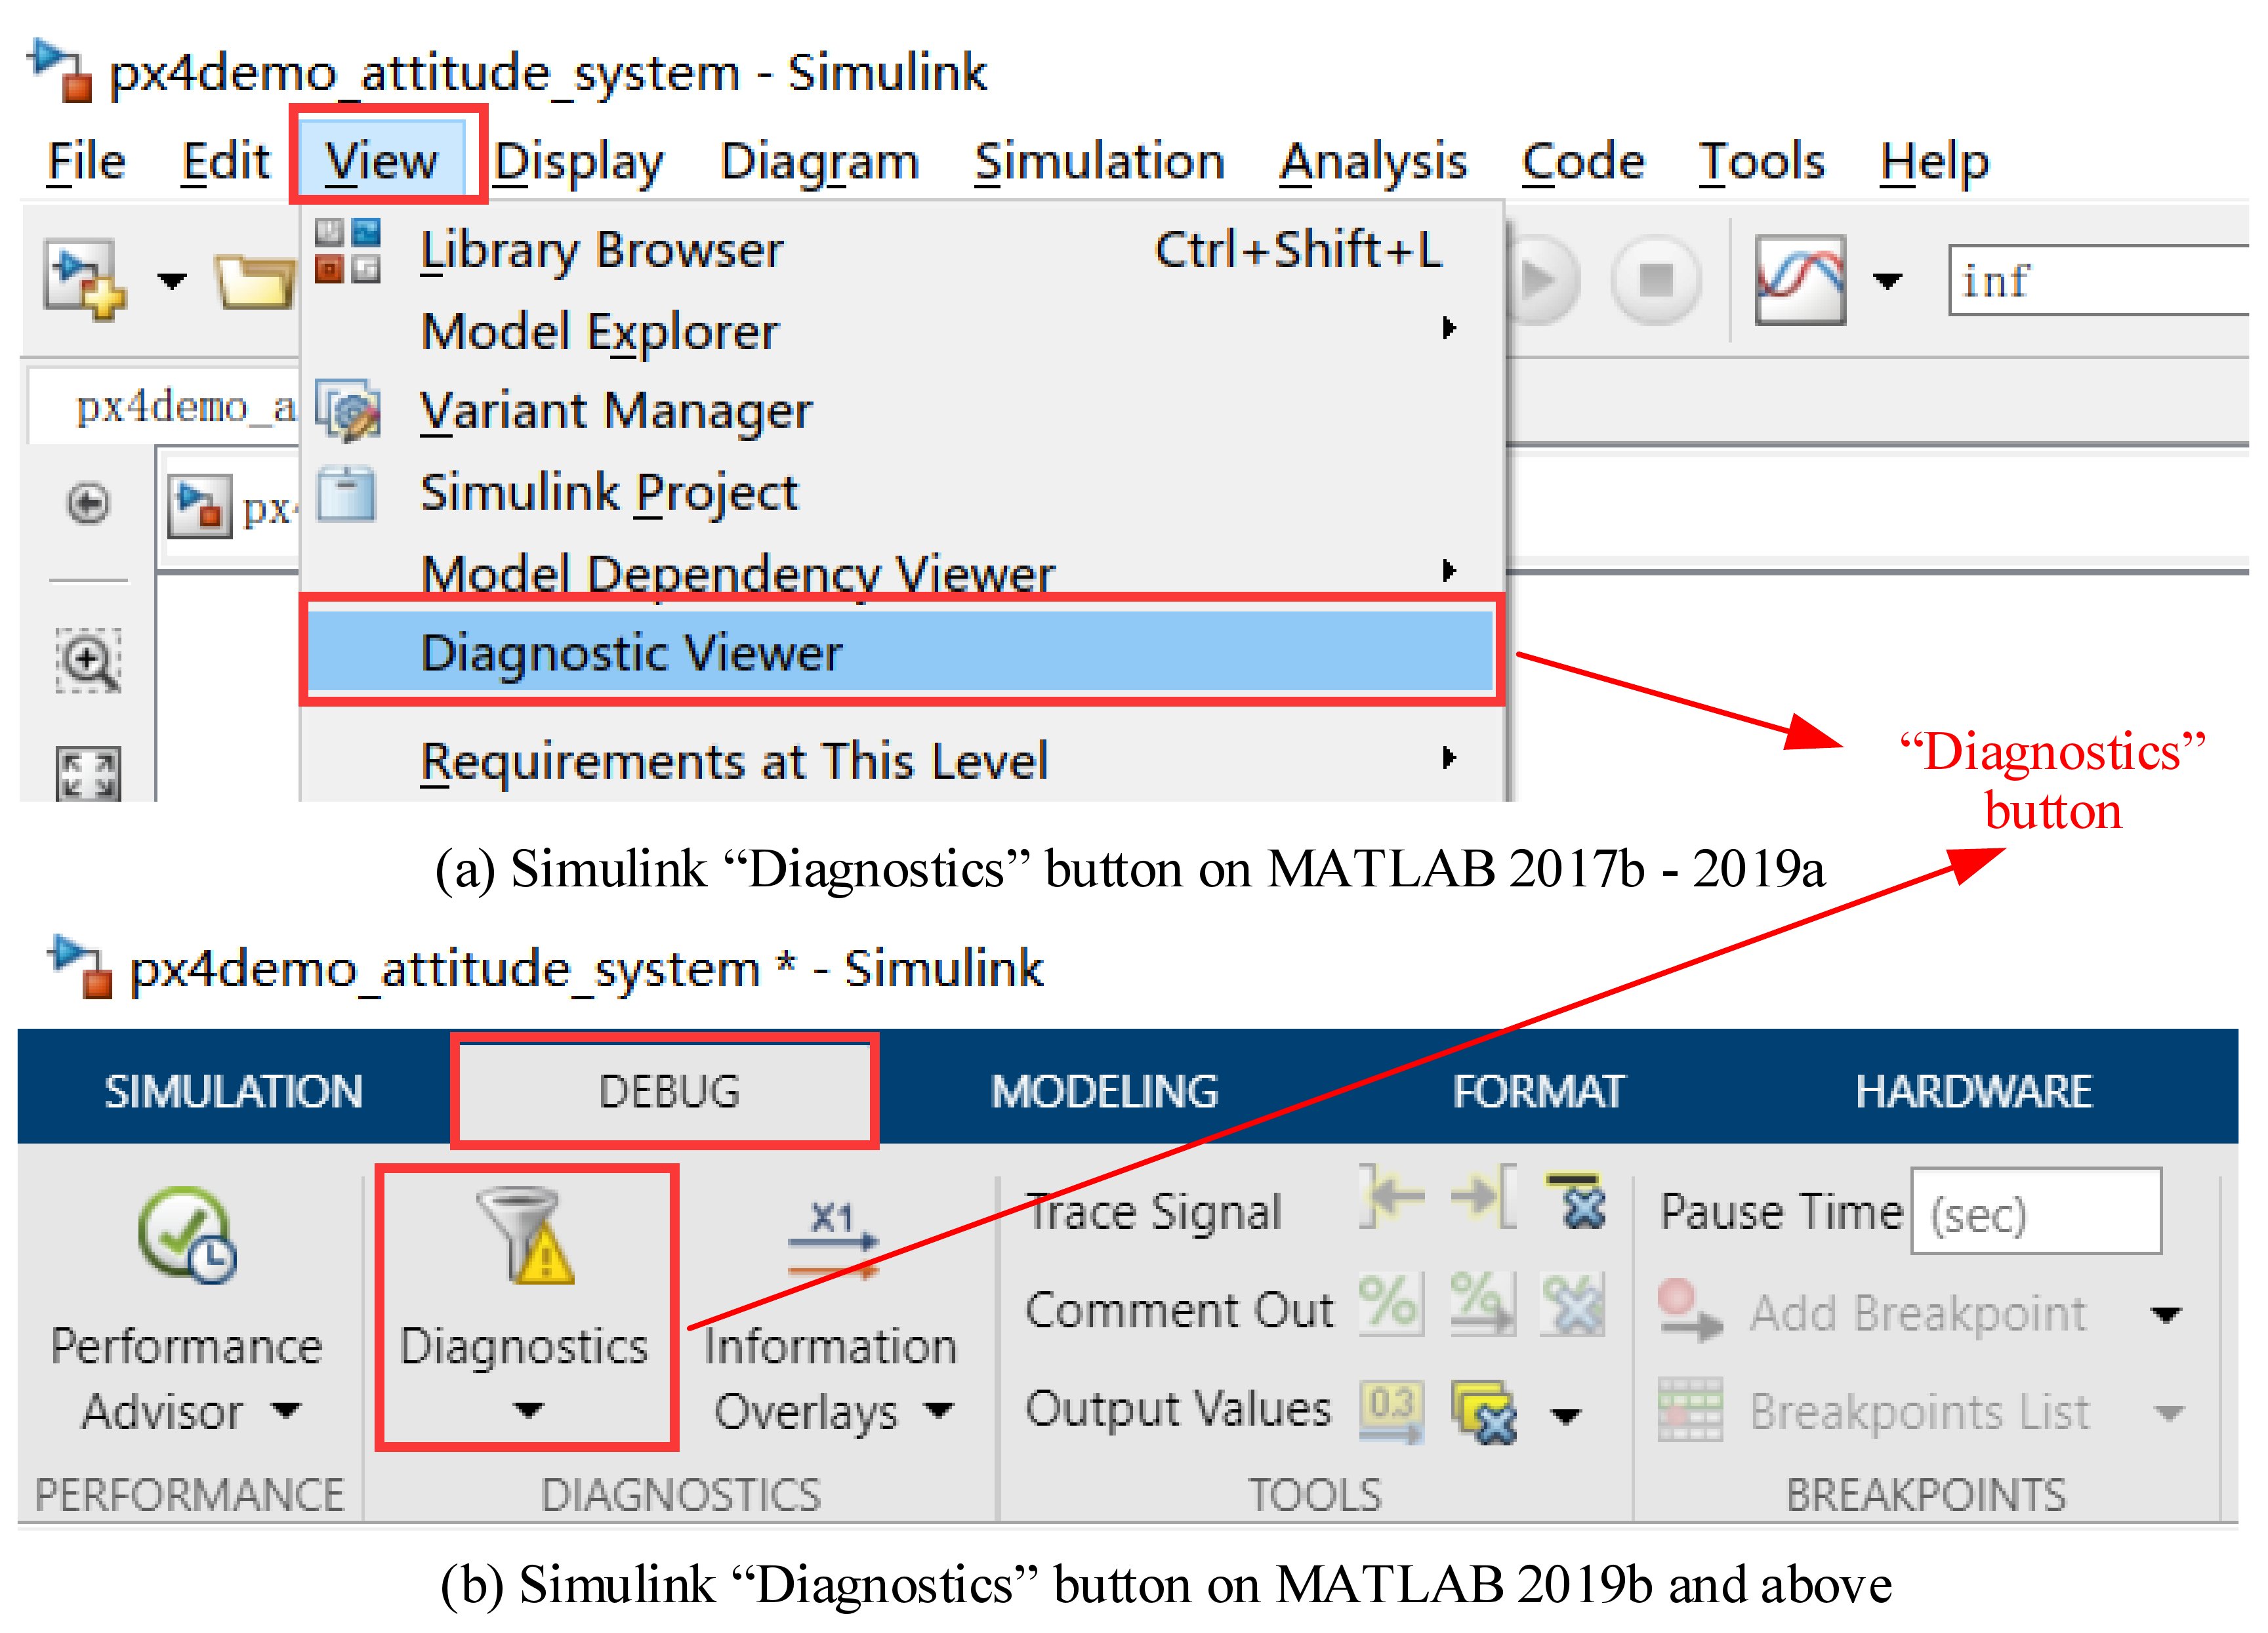 px4demo_attitude_system - Simulink
File Edit View Display Diagram Simulation Analysis Code Tools Help
Library Browser Ctrl+Shift+L
inf
Model Explorer
px4demo_a
Variant Manager
Simulink Project
px4
Model Dependency Viewer
Diagnostic Viewer
Requirements at This Level
“Diagnostics”
button
(a) Simulink “Diagnostics” button on MATLAB 2017b - 2019a
px4demo_attitude_system * - Simulink
SIMULATION DEBUG MODELING FORMAT HARDWARE
X1
Trace Signal
Pause Time (sec)
Performance
Advisor
Diagnostics
Information
Overlays
Comment Out % % %
Add Breakpoint
Output Values 0.3
Breakpoints List
PERFORMANCE DIAGNOSTICS TOOLS BREAKPOINTS
(b) Simulink “Diagnostics” button on MATLAB 2019b and above